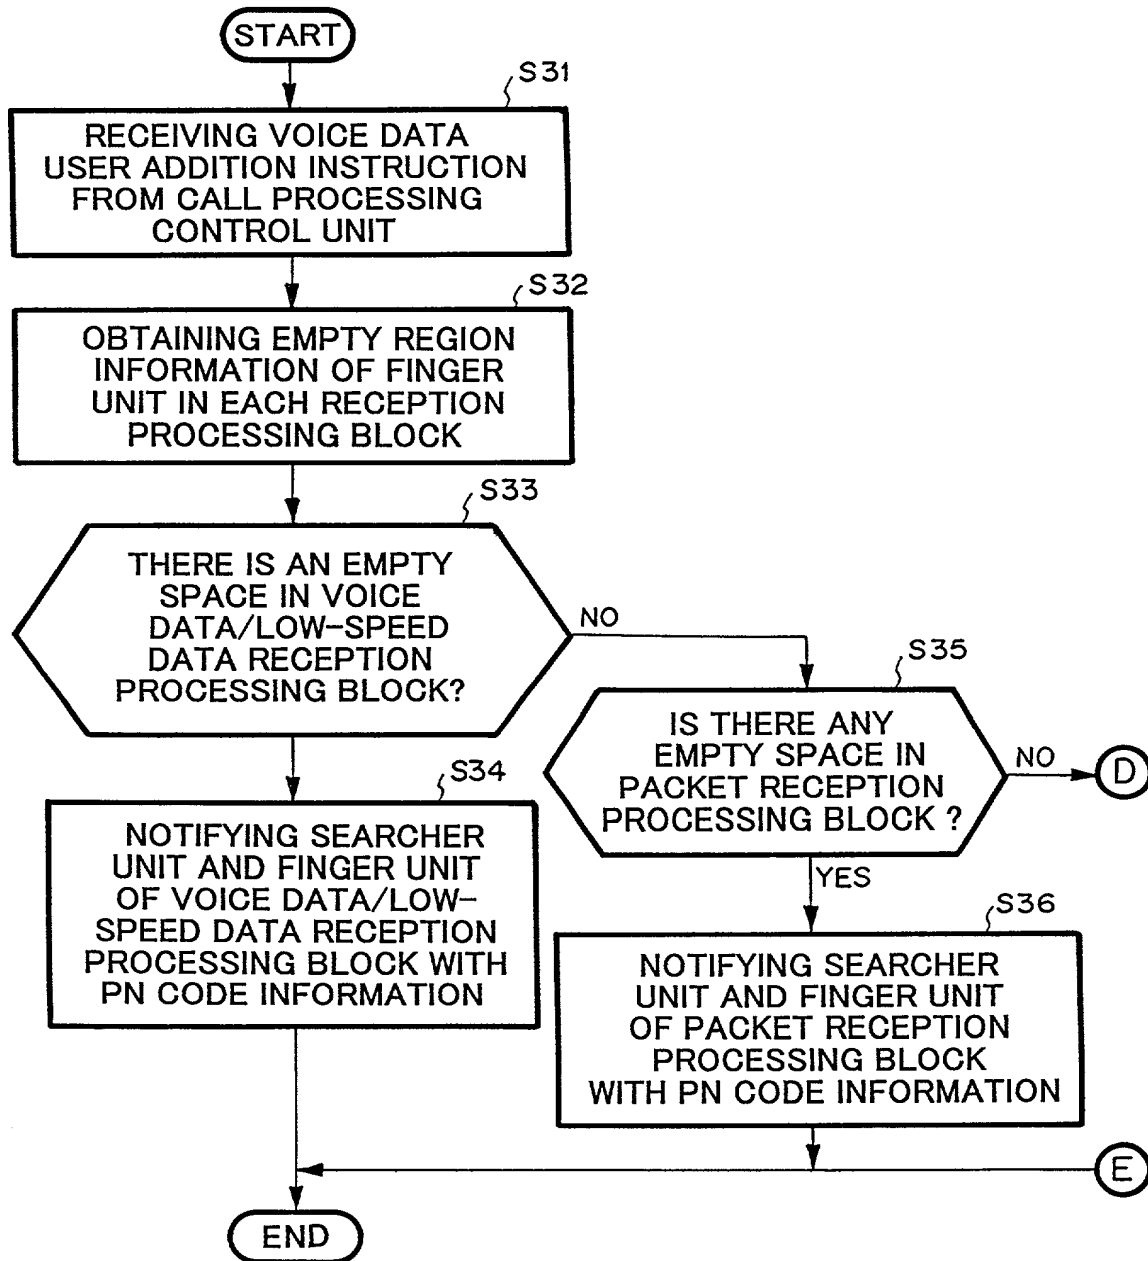 START
S31
RECEIVING VOICE DATA
USER ADDITION INSTRUCTION
FROM CALL PROCESSING
CONTROL UNIT
S32
OBTAINING EMPTY REGION
INFORMATION OF FINGER
UNIT IN EACH RECEPTION
PROCESSING BLOCK
S33
THERE IS AN EMPTY
SPACE IN VOICE
DATA/LOW-SPEED
DATA RECEPTION
PROCESSING BLOCK?
NO
S35
IS THERE ANY
EMPTY SPACE IN
PACKET RECEPTION
PROCESSING BLOCK ?
NO
D
S34
NOTIFYING SEARCHER
UNIT AND FINGER UNIT
OF VOICE DATA/LOW-
SPEED DATA RECEPTION
PROCESSING BLOCK WITH
PN CODE INFORMATION
YES
S36
NOTIFYING SEARCHER
UNIT AND FINGER UNIT
OF PACKET RECEPTION
PROCESSING BLOCK
WITH PN CODE INFORMATION
E
END